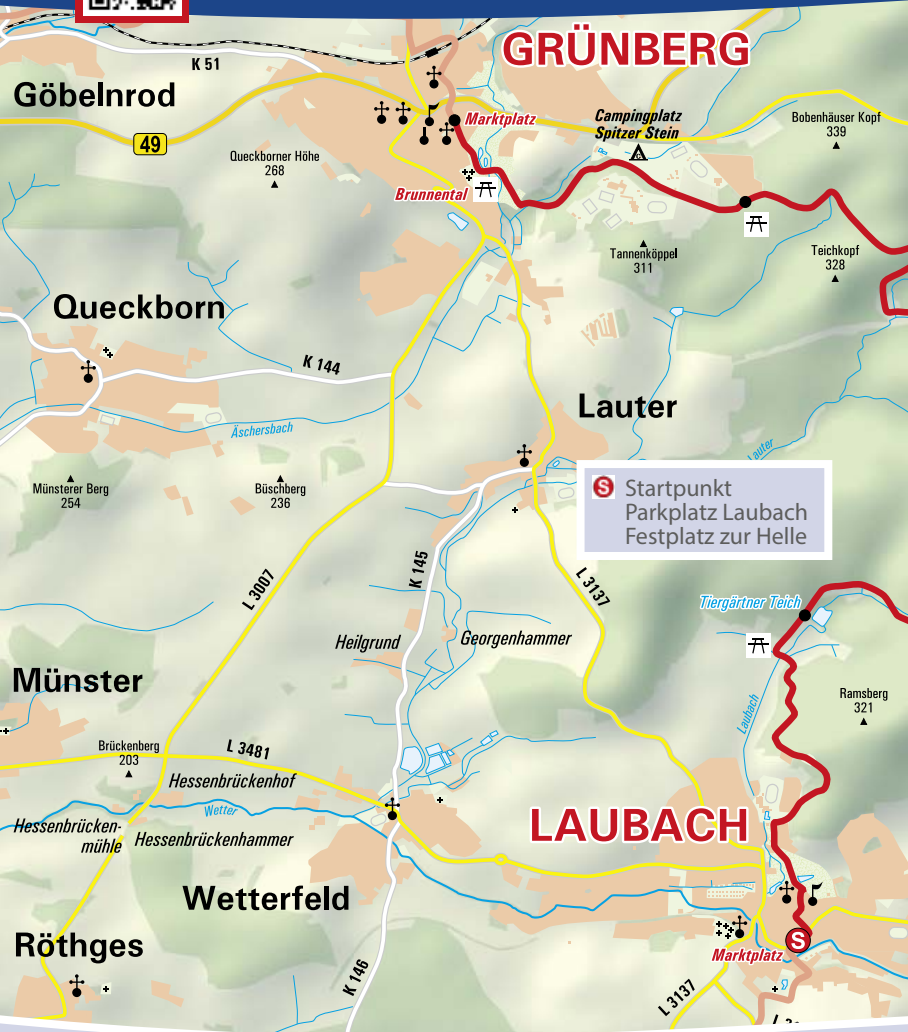 GRÜNBERG
K 51
Göbelnrod
49
Marktplatz
Campingplatz
Spitzer Stein
Bobenhäuser Kopf
339
Queckborner Höhe
268
Brunnental
Tannenköppel
311
Teichkopf
328
Queckborn
K 144
Lauter
Äschersbach
Lauter
Münsterer Berg
254
Büschberg
236
S Startpunkt
Parkplatz Laubach
Festplatz zur Helle
K 145
L 3007
L 3137
Tiergärtner Teich
Heilgrund
Georgenhammer
Münster
Ramsberg
321
Laubach
Brückenberg
203
L 3481
Hessenbrückenhof
Wetter
Hessenbrücken-
mühle
Hessenbrückenhammer
LAUBACH
Wetterfeld
Röthges
Marktplatz
S
K 146
L 3137